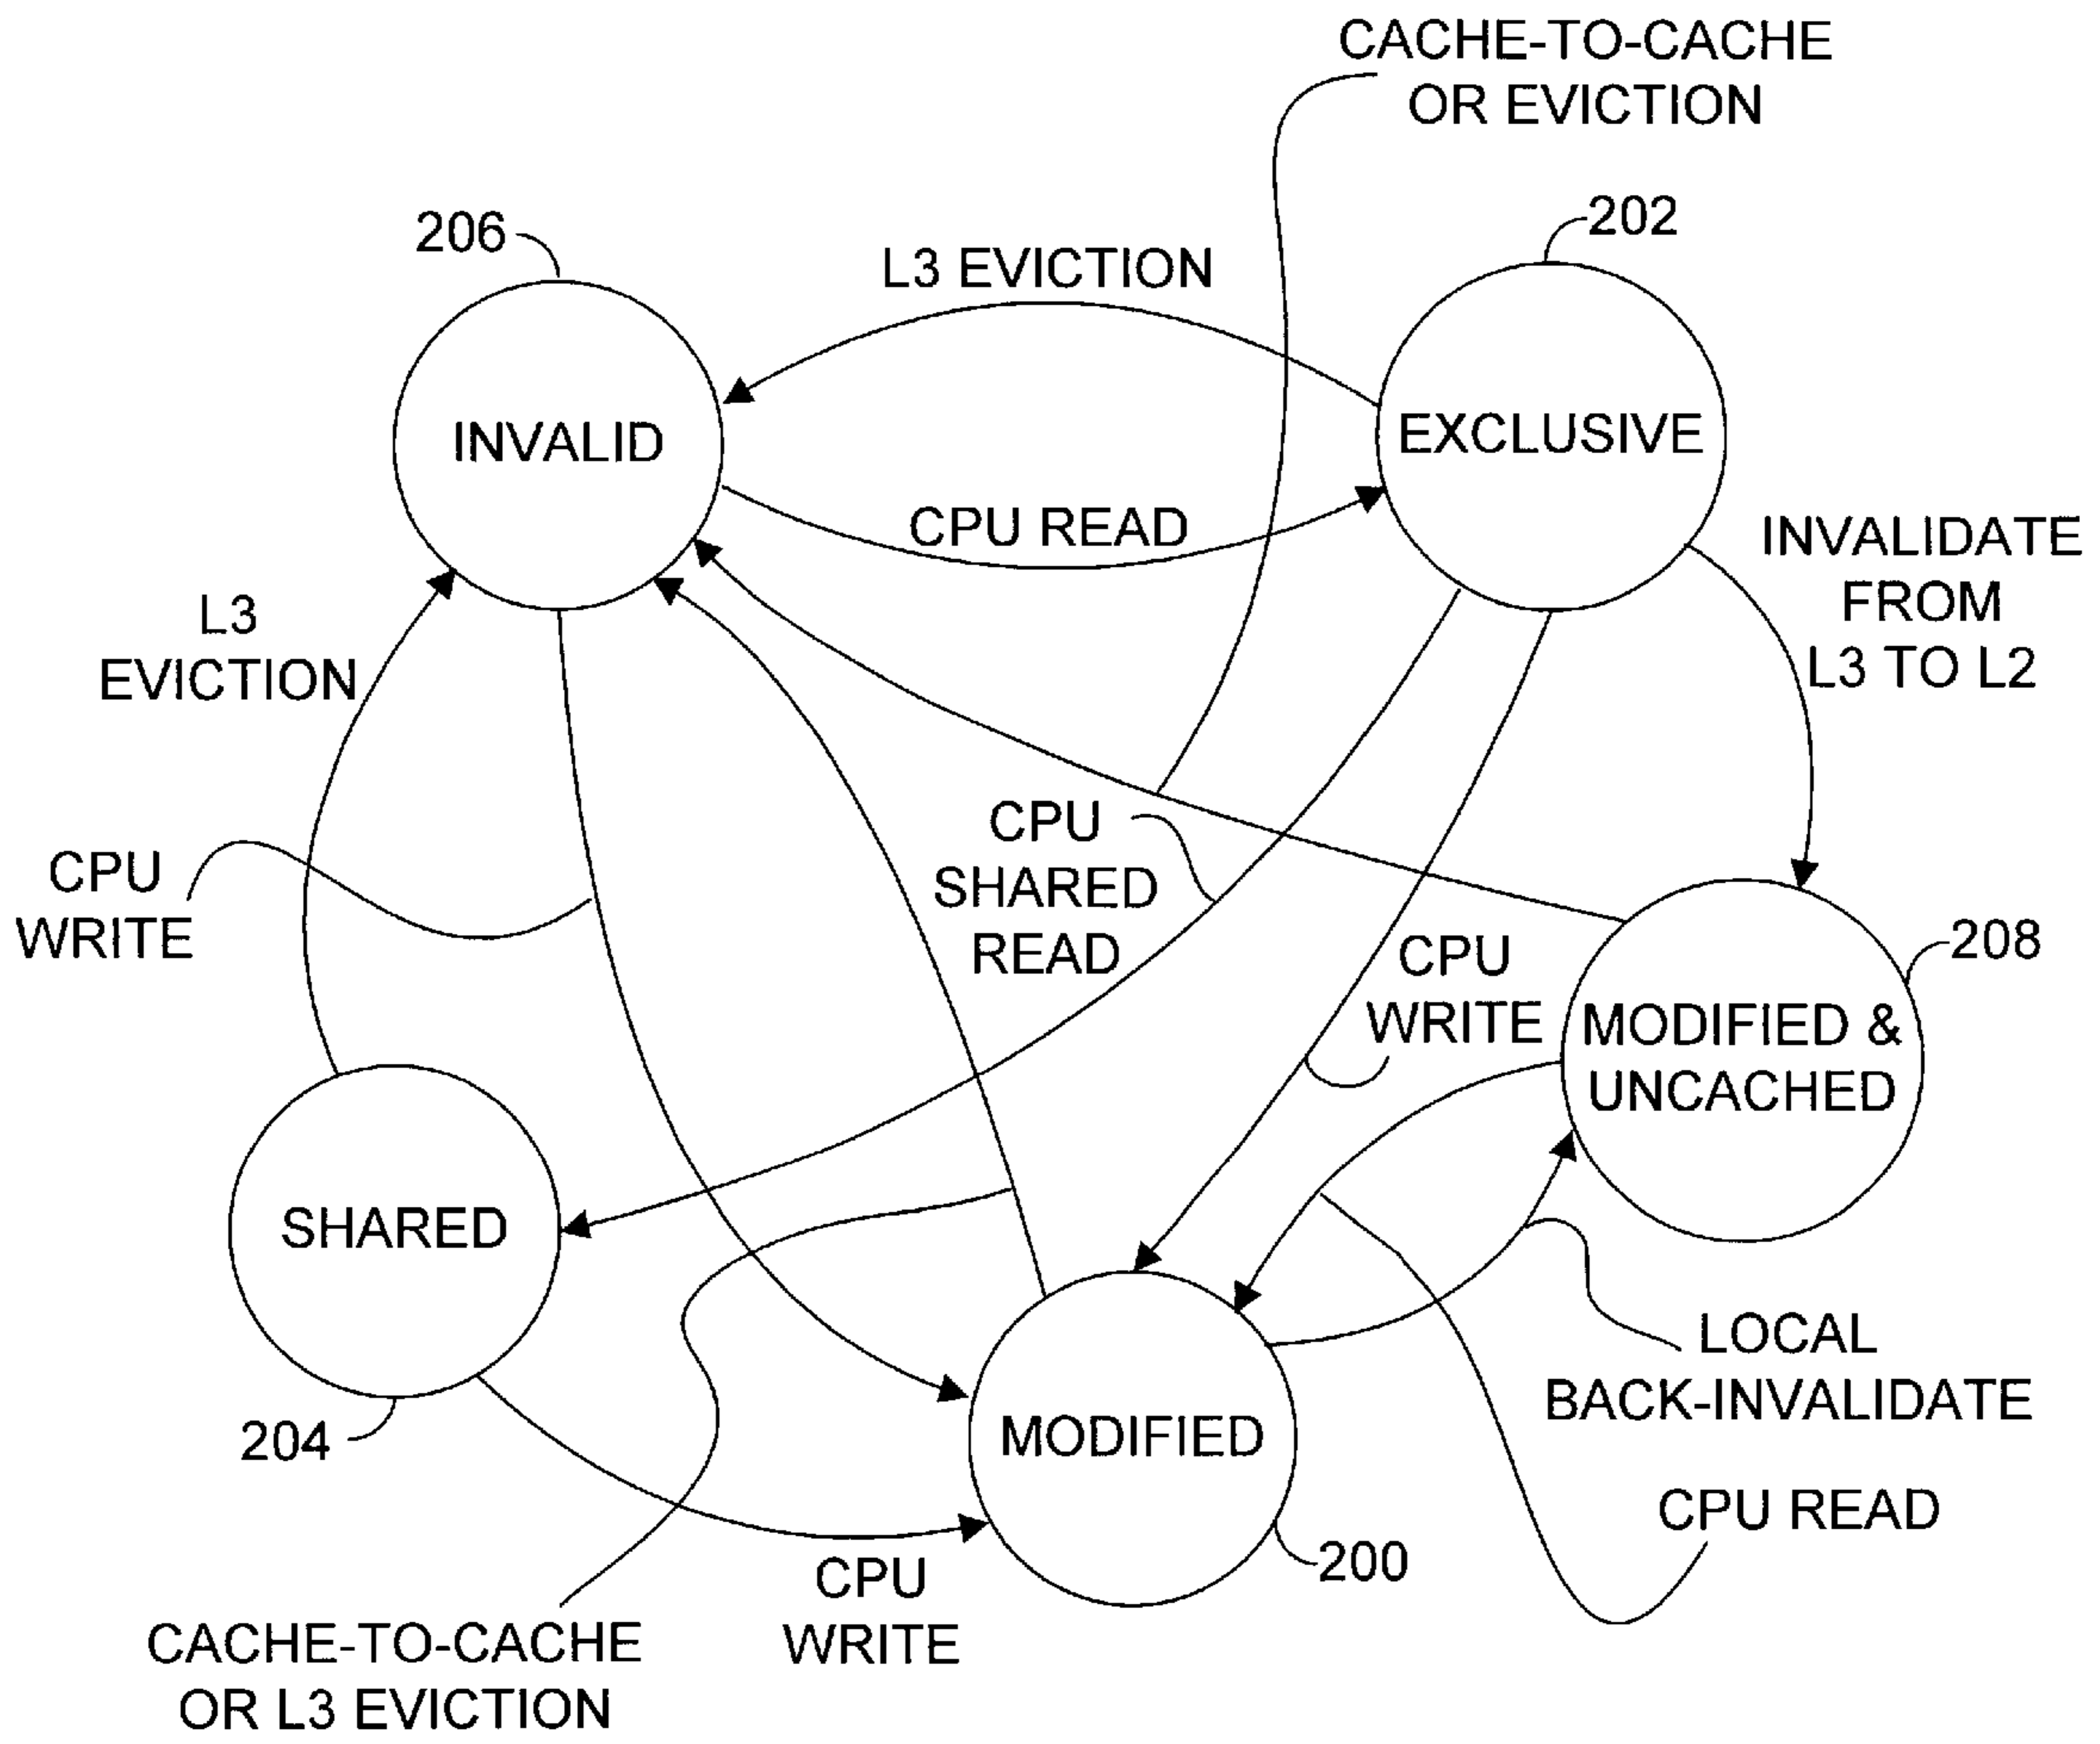 CACHE-TO-CACHE
OR EVICTION
206
202
L3 EVICTION
INVALID
EXCLUSIVE
CPU READ
INVALIDATE
FROM
L3 TO L2
L3
EVICTION
CPU
SHARED
READ
CPU
WRITE
CPU
WRITE
208
MODIFIED &
UNCACHED
SHARED
LOCAL
BACK-INVALIDATE
204
MODIFIED
CPU READ
200
CPU
WRITE
CACHE-TO-CACHE
OR L3 EVICTION